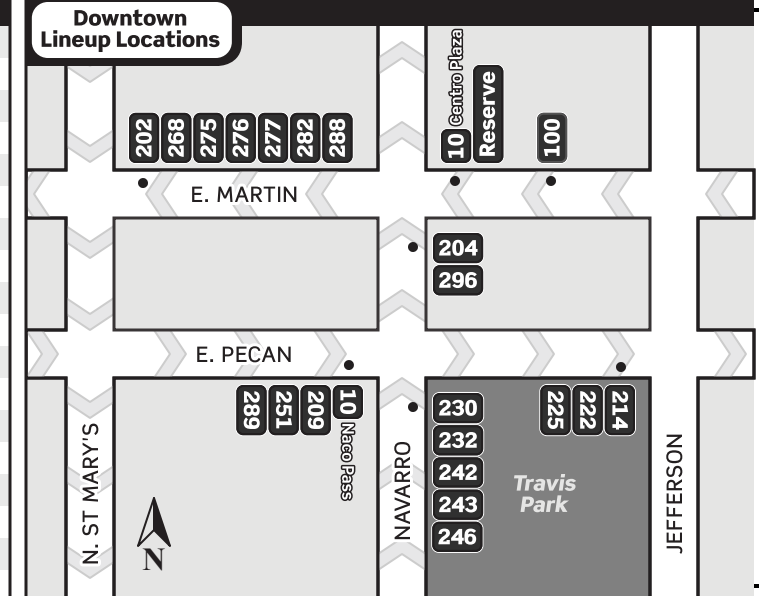 Downtown
Lineup Locations
202
268
275
276
277
282
288
10 Centro Plaza
Reserve
100
E. MARTIN
204
296
E. PECAN
289
251
209
10 Naco Pass
230
232
242
243
246
225
222
214
Travis
Park
N. ST MARY'S
NAVARRO
JEFFERSON
N